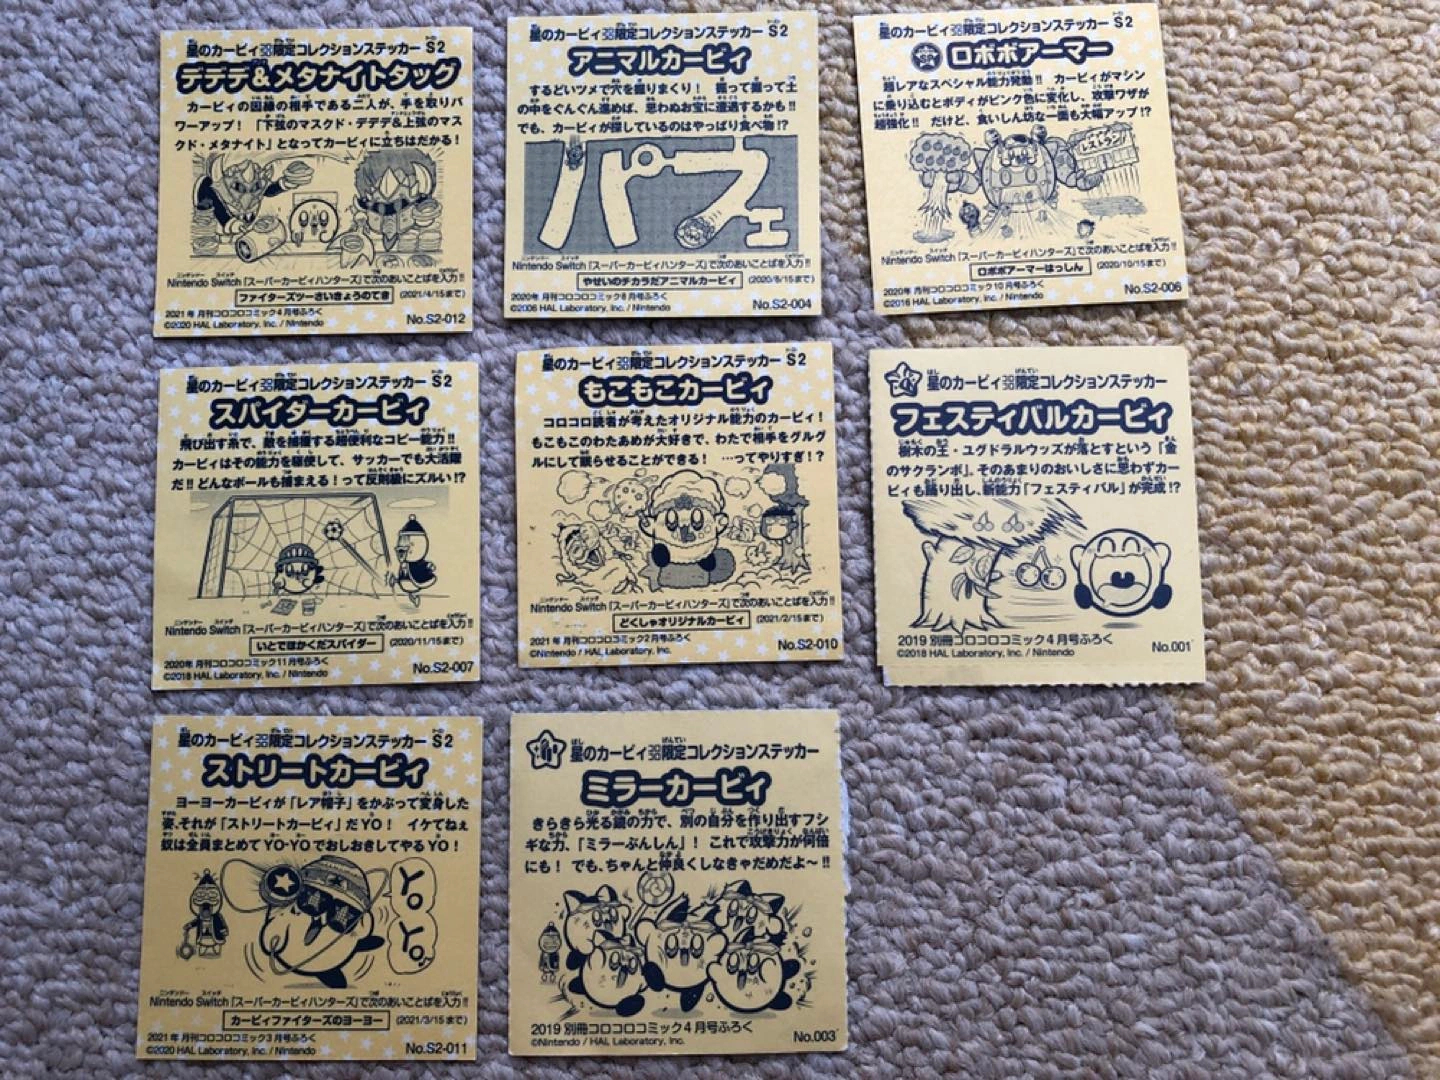 星のカービィ コロコロ限定コレクションステッカー S2
デデデ&メタナイトタッグ
カービィの因縁の相手である二人が、手を取りパ
ワーアップ! 「下弦のマスクド・デデデ&上弦のマス
クド・メタナイト」となってカービィに立ちはだかる!
Nintendo Switch「スーパーカービィハンターズ」で次のあいことばを入力!!
ファイターズツーさいきょうのてき (2021/4/15まで)
2021年 月刊コロコロコミック4月号ふろく
©2020 HAL Laboratory, Inc. / Nintendo
No.S2-012
星のカービィ コロコロ限定コレクションステッカー S2
アニマルカービィ
するどいツメで穴を掘りまくり! 掘って掘って土
の中をぐんぐん進めば、思わぬお宝に遭遇するかも!!
でも、カービィが探しているのはやっぱり食べ物!?
パフェ
Nintendo Switch「スーパーカービィハンターズ」で次のあいことばを入力!!
やせいのチカラだアニマルカービィ (2020/8/15まで)
2020年 月刊コロコロコミック8月号ふろく
©2006 HAL Laboratory, Inc. / Nintendo
No.S2-004
星のカービィ コロコロ限定コレクションステッカー S2
ロボボアーマー
超レアなスペシャル能力発動!! カービィがマシン
に乗り込むとボディがピンク色に変化し、攻撃ワザが
超強化!! だけど、食いしん坊な一面も大幅アップ!?
レストラン
Nintendo Switch「スーパーカービィハンターズ」で次のあいことばを入力!!
ロボボアーマーはっしん (2020/10/15まで)
2020年 月刊コロコロコミック10月号ふろく
©2016 HAL Laboratory, Inc. / Nintendo
No.S2-006
星のカービィ コロコロ限定コレクションステッカー S2
スパイダーカービィ
飛び出す糸で、敵を捕獲する超便利なコピー能力!!
カービィはその能力を駆使して、サッカーでも大活躍
だ!! どんなボールも捕まえる! って反則級にズルい!?
Nintendo Switch「スーパーカービィハンターズ」で次のあいことばを入力!!
いとでほかくだスパイダー (2020/11/15まで)
2020年 月刊コロコロコミック11月号ふろく
©2018 HAL Laboratory, Inc. / Nintendo
No.S2-007
星のカービィ コロコロ限定コレクションステッカー S2
もこもこカービィ
コロコロ読者が考えたオリジナル能力のカービィ!
もこもこのわたあめが大好きで、わたで相手をグルグ
ルにして眠らせることができる! …ってやりすぎ!?
Nintendo Switch「スーパーカービィハンターズ」で次のあいことばを入力!!
どくしゃオリジナルカービィ (2021/2/15まで)
2021年 月刊コロコロコミック2月号ふろく
©Nintendo / HAL Laboratory, Inc.
No.S2-010
星のカービィ コロコロ限定コレクションステッカー
フェスティバルカービィ
樹木の王・ユグドラルウッズが落とすという「金
のサクランボ」。そのあまりのおいしさに思わずカー
ビィも踊り出し、新能力「フェスティバル」が完成!?
2019 別冊コロコロコミック4月号ふろく
©2018 HAL Laboratory, Inc. / Nintendo
No.001
星のカービィ コロコロ限定コレクションステッカー S2
ストリートカービィ
ヨーヨーカービィが「レア帽子」をかぶって変身した
姿、それが「ストリートカービィ」だYO! イケてねぇ
奴は全員まとめてYO-YOでおしおきしてやるYO!
YO YO。
Nintendo Switch「スーパーカービィハンターズ」で次のあいことばを入力!!
カービィファイターズのヨーヨー (2021/3/15まで)
2021年 月刊コロコロコミック3月号ふろく
©2020 HAL Laboratory, Inc. / Nintendo
No.S2-011
星のカービィ コロコロ限定コレクションステッカー
ミラーカービィ
きらきら光る鏡の力で、別の自分を作り出すフシ
ギな力、「ミラーぶんしん」! これで攻撃力が何倍
にも! でも、ちゃんと仲良くしなきゃだめだよ〜!!
2019 別冊コロコロコミック4月号ふろく
©Nintendo / HAL Laboratory, Inc.
No.003